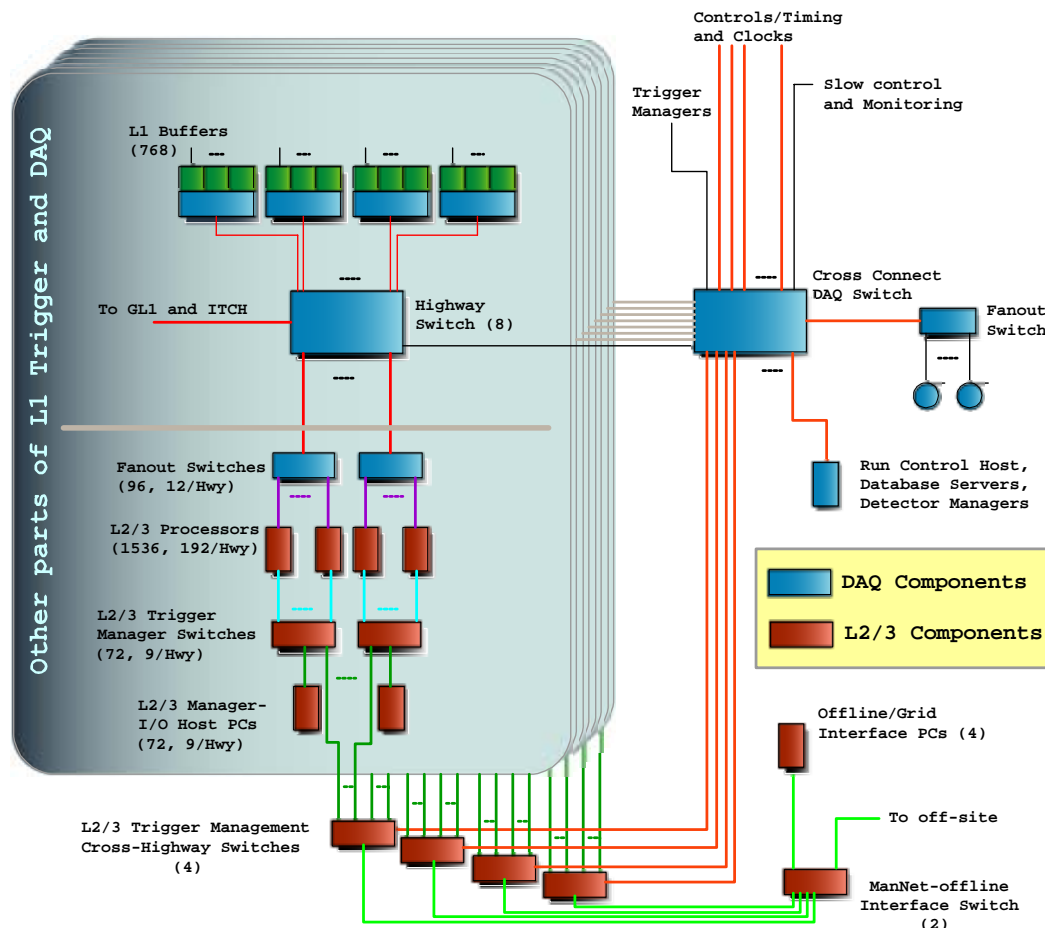 Controls/Timing
and Clocks
Slow control
and Monitoring
Trigger
Managers
Other parts of L1 Trigger and DAQ
L1 Buffers
(768)
Cross Connect
DAQ Switch
To GL1 and ITCH
Highway
Switch (8)
Fanout
Switch
Fanout Switches
(96, 12/Hwy)
Run Control Host,
Database Servers,
Detector Managers
L2/3 Processors
(1536, 192/Hwy)
DAQ Components
L2/3 Components
L2/3 Trigger
Manager Switches
(72, 9/Hwy)
L2/3 Manager-
I/O Host PCs
(72, 9/Hwy)
Offline/Grid
Interface PCs (4)
L2/3 Trigger Management
Cross-Highway Switches
(4)
To off-site
ManNet-offline
Interface Switch
(2)